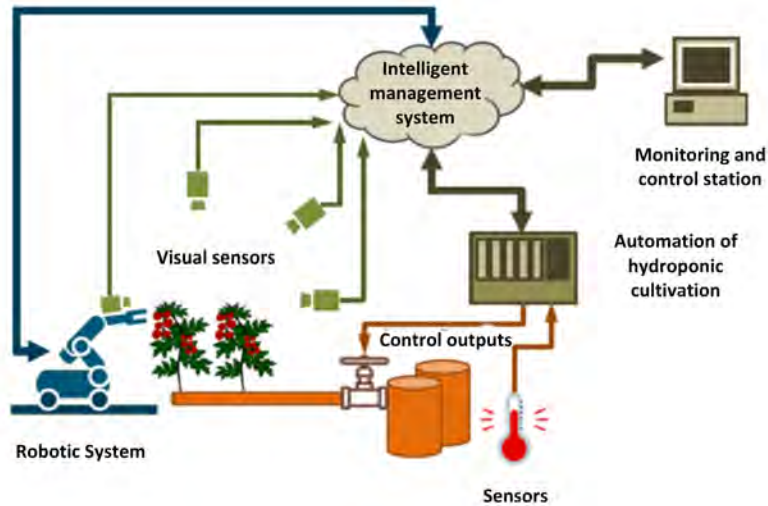 Intelligent
management
system
Monitoring and
control station
Visual sensors
Automation of
hydroponic
cultivation
Control outputs
Robotic System
Sensors